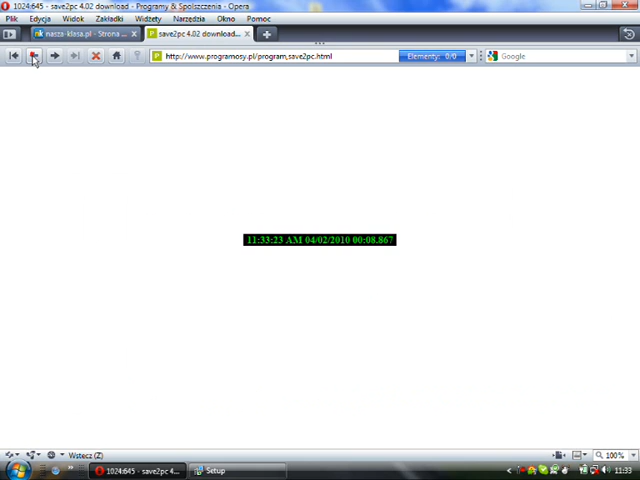 1024:645 - save2pc 4.02 download - Programy & Spolszczenia - Opera
Plik Edycja Widok Zakładki Widżety Narzędzia Okno Pomoc
nasza-klasa.pl - Strona ... save2pc 4.02 download...
http://www.programosy.pl/program,save2pc.html Elementy: 0/0 Google
11:33:23 AM 04/02/2010 00:08.867
Wstecz (Z) 100%
1024:645 - save2pc 4... Setup 11:33